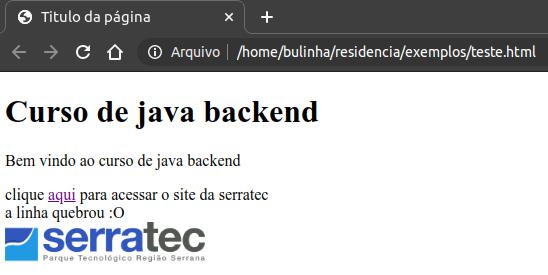 Titulo da página
Arquivo /home/bulinha/residencia/exemplos/teste.html
Curso de java backend
Bem vindo ao curso de java backend
clique aqui para acessar o site da serratec
a linha quebrou :O
serratec
Parque Tecnológico Região Serrana